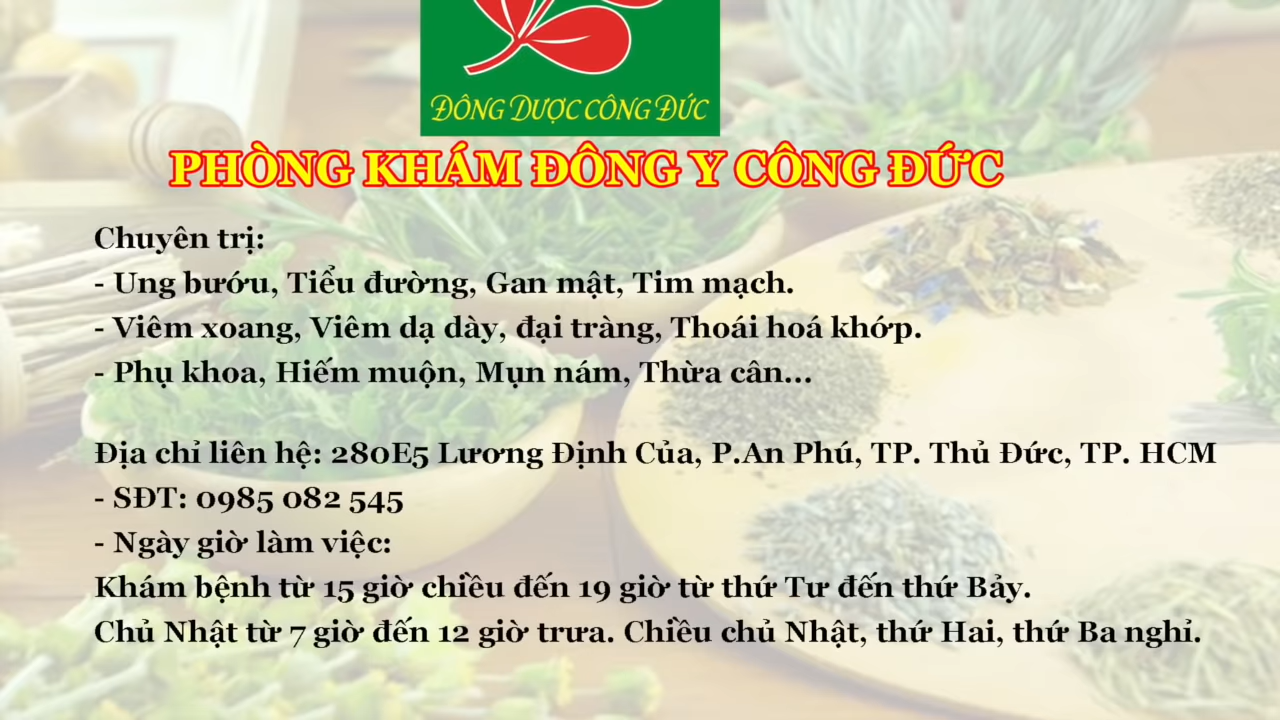 ĐÔNG DƯỢC CÔNG ĐỨC
PHÒNG KHÁM ĐÔNG Y CÔNG ĐỨC
Chuyên trị:
- Ung bướu, Tiểu đường, Gan mật, Tim mạch.
- Viêm xoang, Viêm dạ dày, đại tràng, Thoái hoá khớp.
- Phụ khoa, Hiếm muộn, Mụn nám, Thừa cân...
Địa chỉ liên hệ: 280E5 Lương Định Của, P.An Phú, TP. Thủ Đức, TP. HCM
- SĐT: 0985 082 545
- Ngày giờ làm việc:
Khám bệnh từ 15 giờ chiều đến 19 giờ từ thứ Tư đến thứ Bảy.
Chủ Nhật từ 7 giờ đến 12 giờ trưa. Chiều chủ Nhật, thứ Hai, thứ Ba nghỉ.